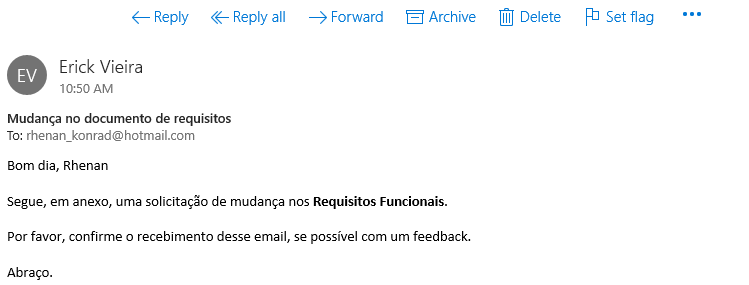 Reply Reply all Forward Archive Delete Set flag ...
EV
Erick Vieira
10:50 AM
Mudança no documento de requisitos
To: rhenan_konrad@hotmail.com
Bom dia, Rhenan
Segue, em anexo, uma solicitação de mudança nos Requisitos Funcionais.
Por favor, confirme o recebimento desse email, se possível com um feedback.
Abraço.